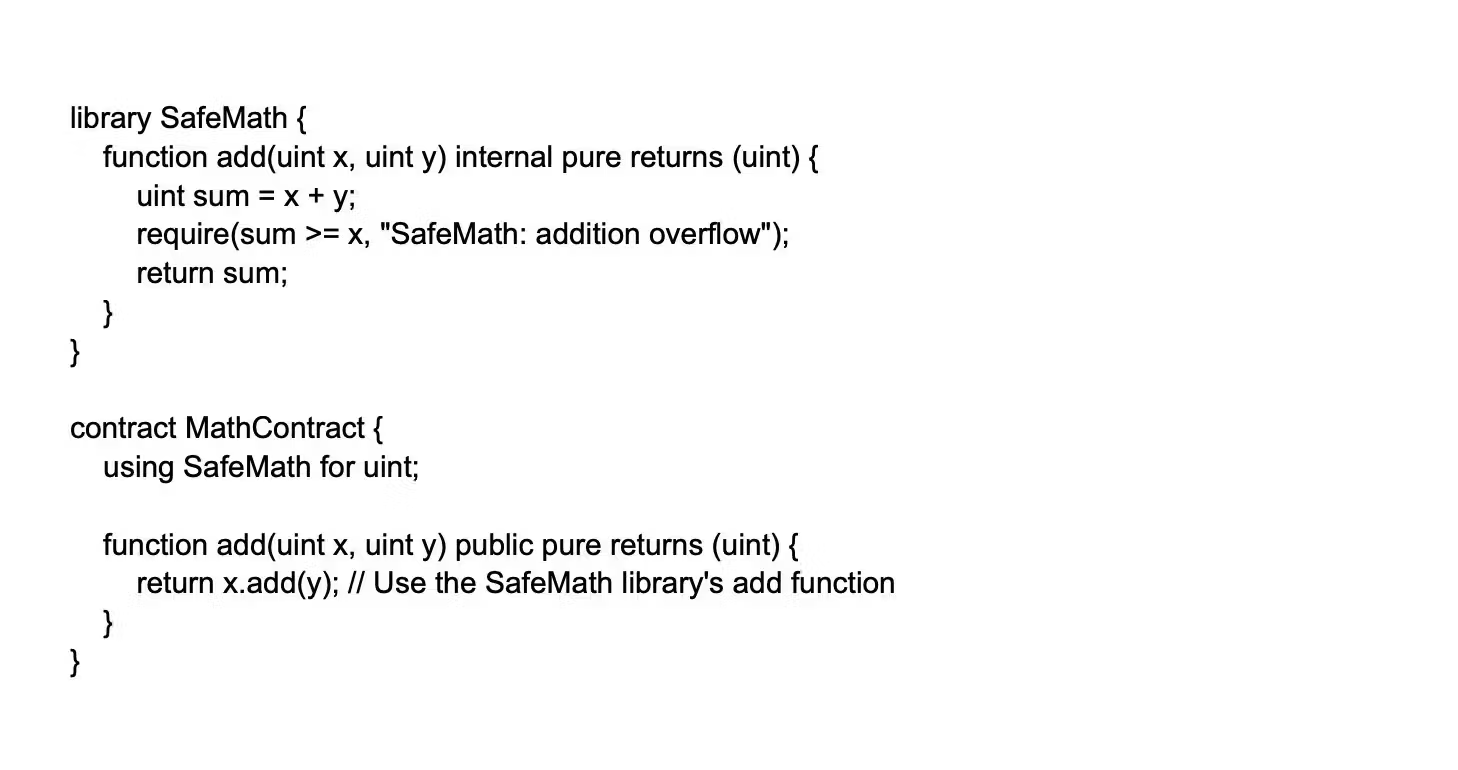 library SafeMath {
function add(uint x, uint y) internal pure returns (uint) {
uint sum = x + y;
require(sum >= x, "SafeMath: addition overflow");
return sum;
}
}
contract MathContract {
using SafeMath for uint;
function add(uint x, uint y) public pure returns (uint) {
return x.add(y); // Use the SafeMath library's add function
}
}